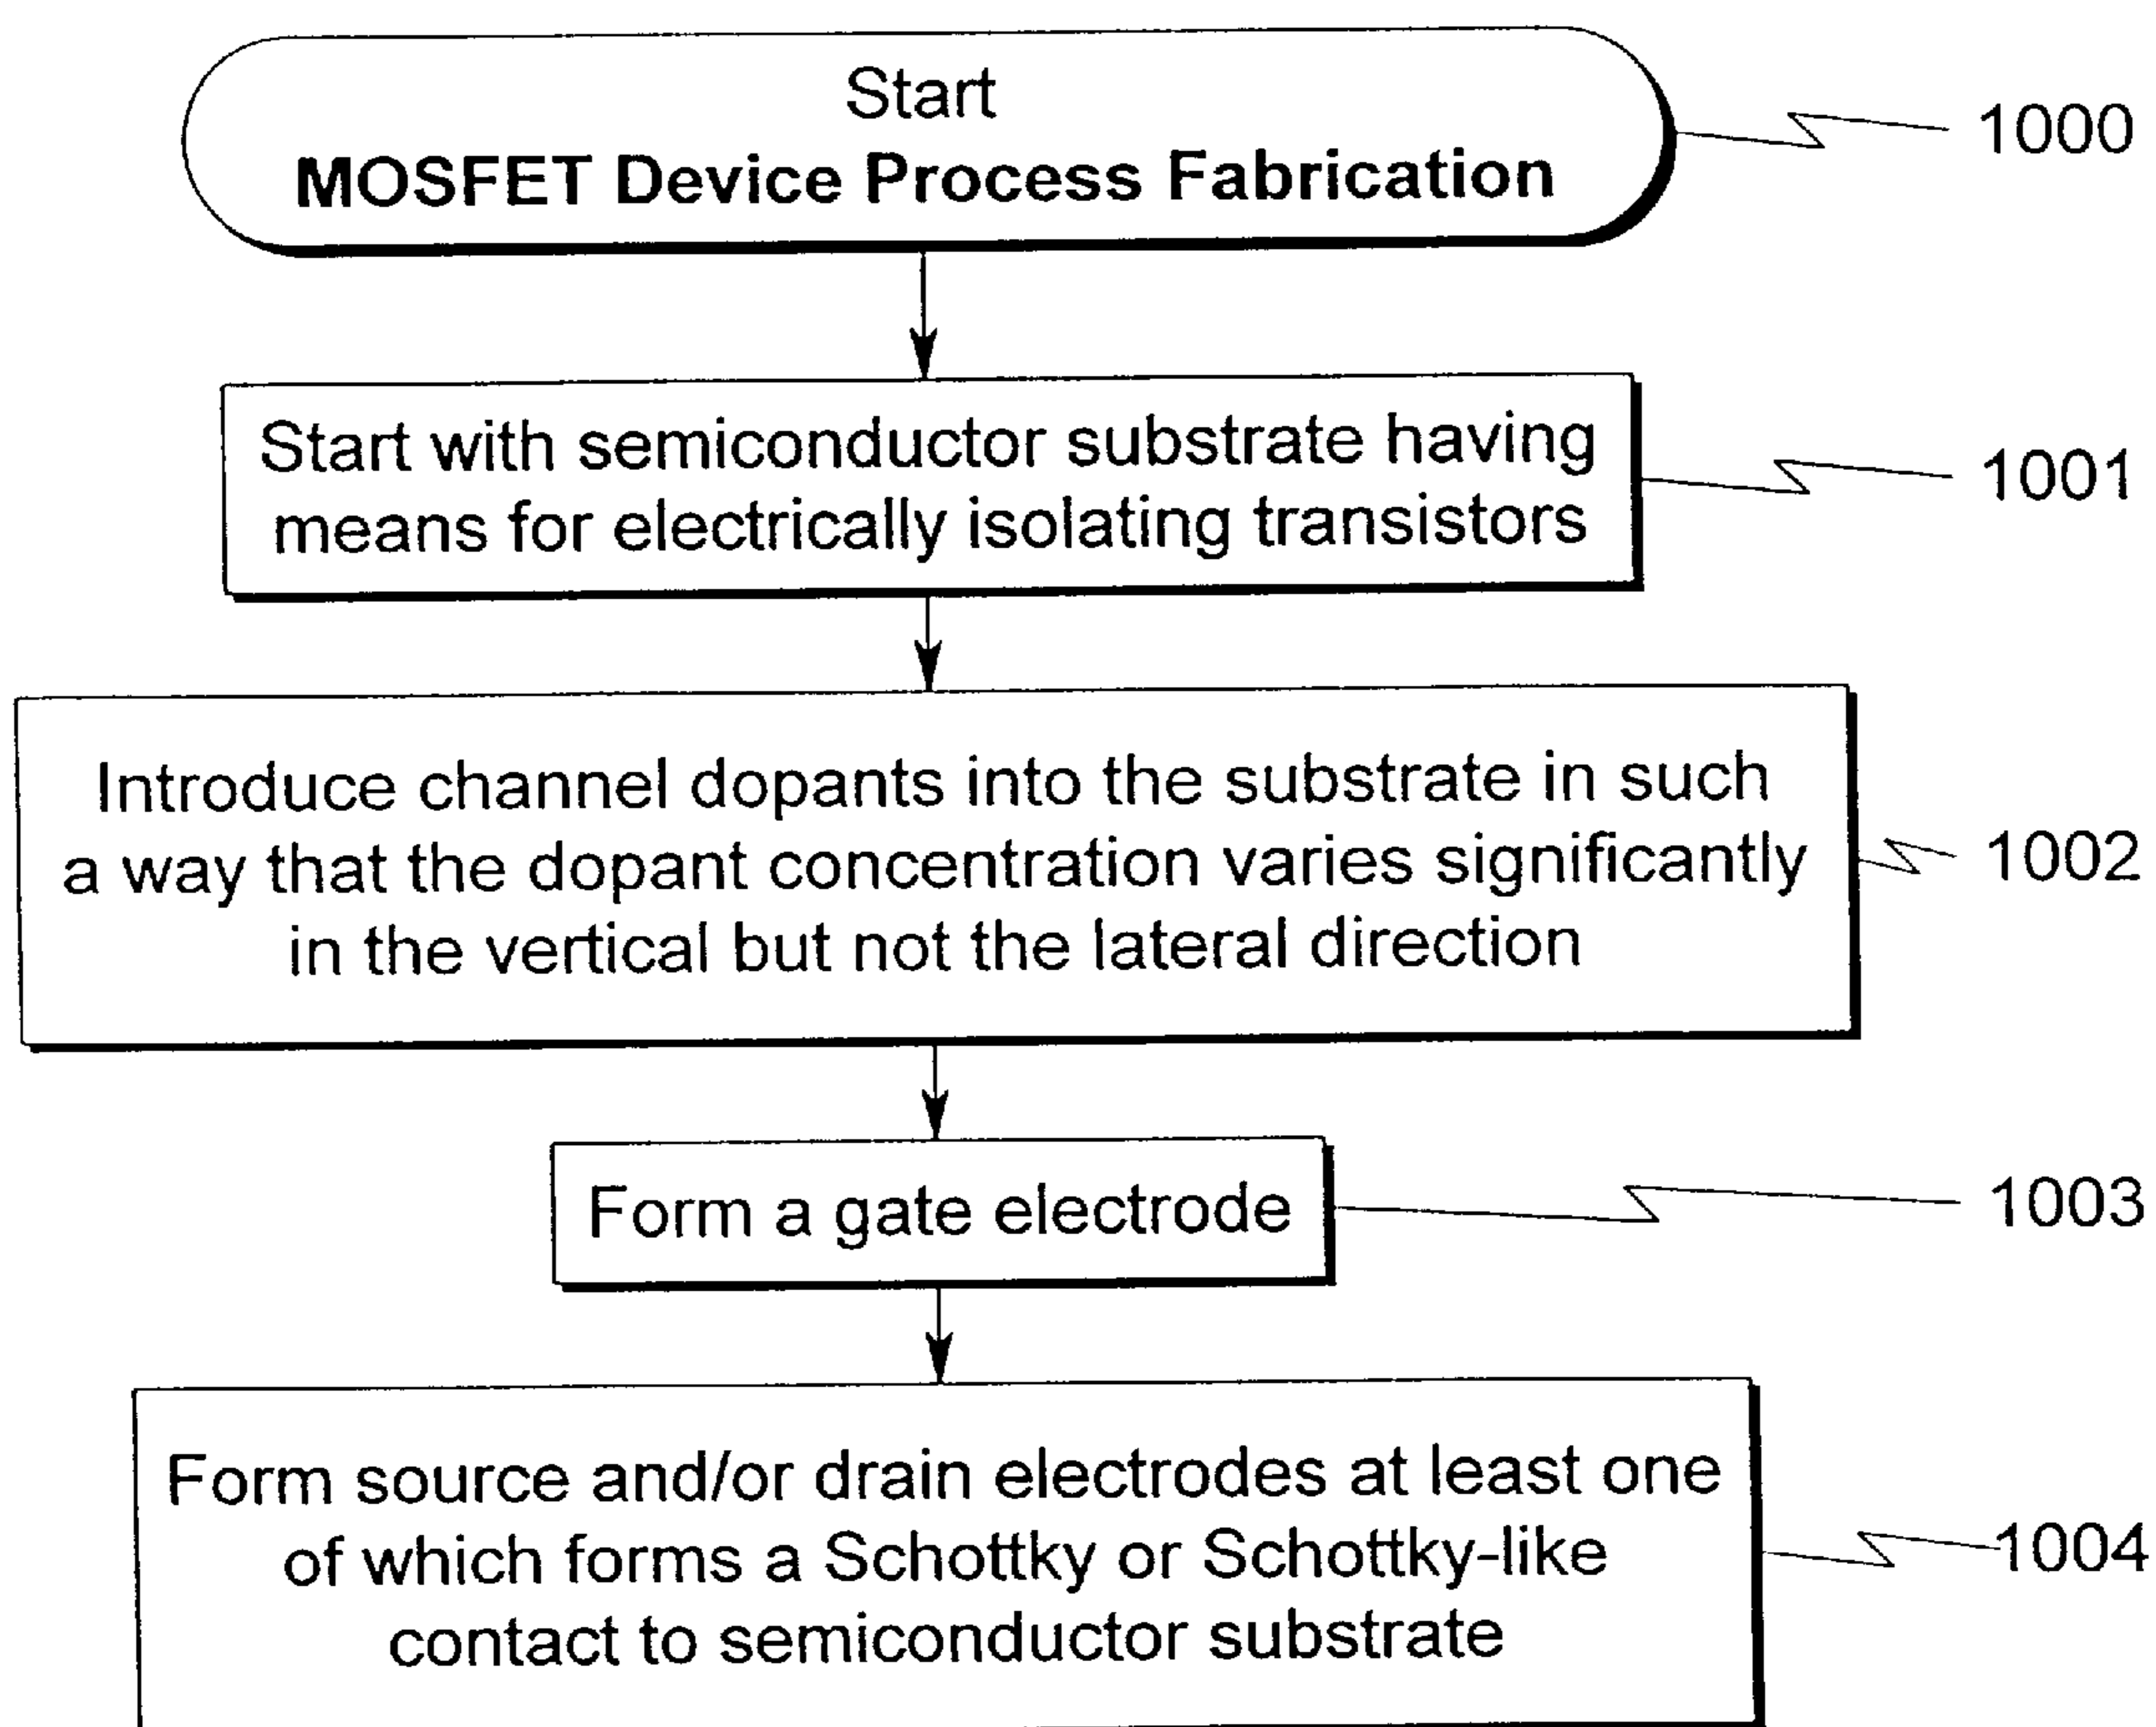 Start
MOSFET Device Process Fabrication
1000
Start with semiconductor substrate having
means for electrically isolating transistors
1001
Introduce channel dopants into the substrate in such
a way that the dopant concentration varies significantly
in the vertical but not the lateral direction
1002
Form a gate electrode
1003
Form source and/or drain electrodes at least one
of which forms a Schottky or Schottky-like
contact to semiconductor substrate
1004